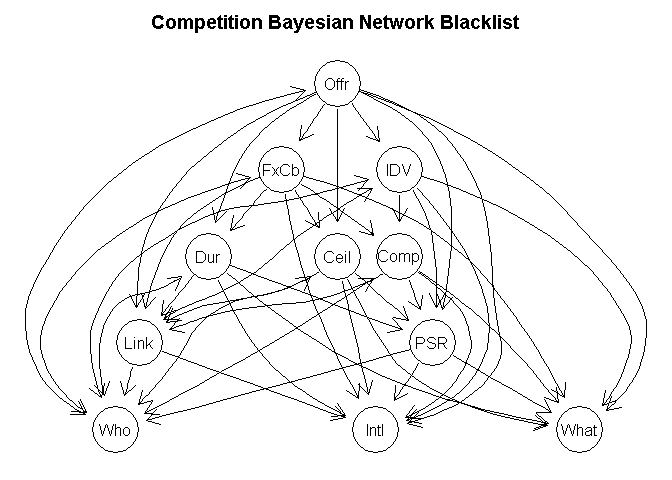 Competition Bayesian Network Blacklist
Offr
FxCb
IDV
Dur
Ceil
Comp
Link
PSR
Who
Intl
What